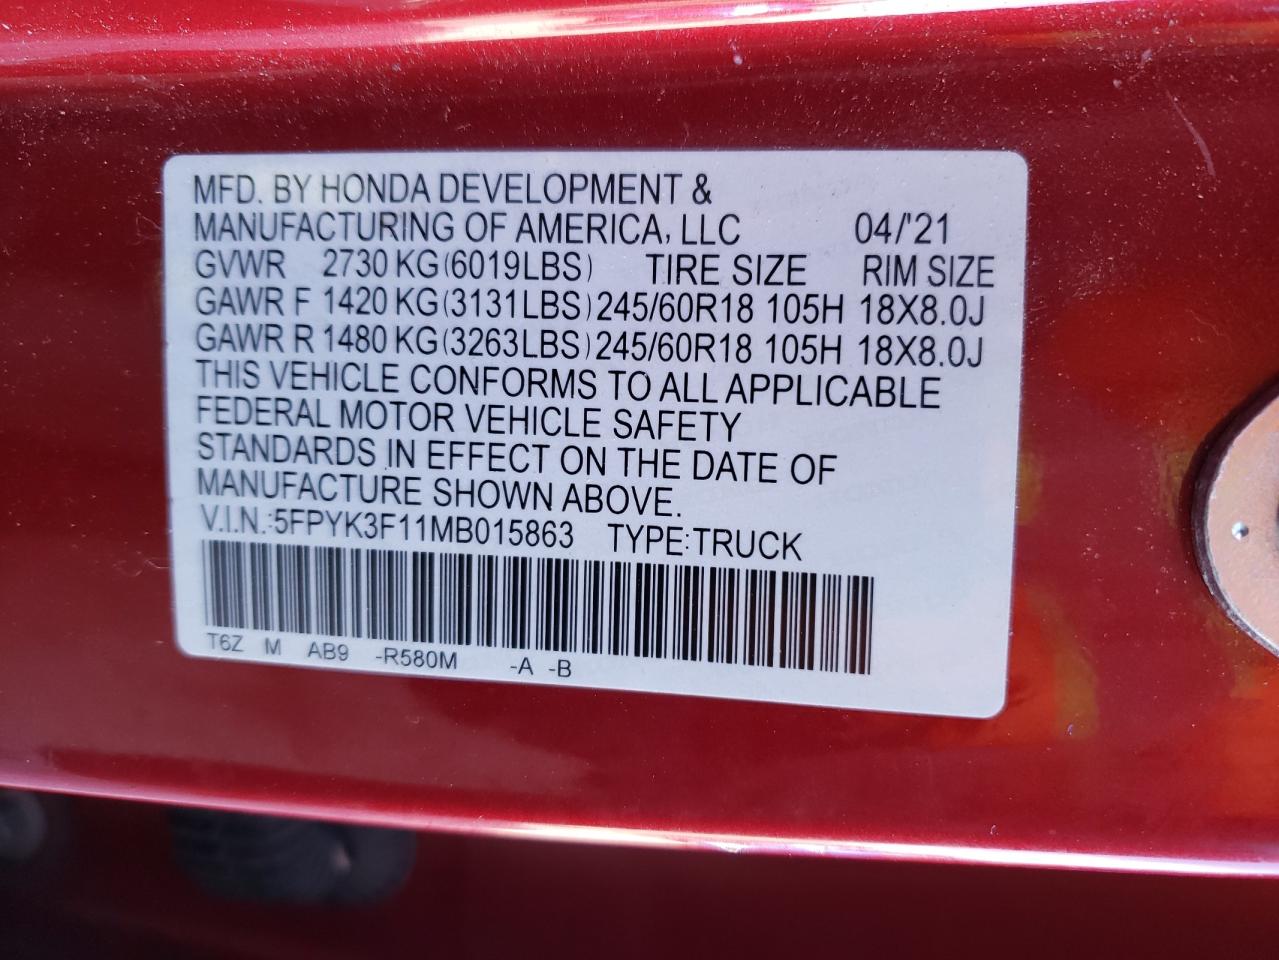 MFD. BY HONDA DEVELOPMENT &
MANUFACTURING OF AMERICA, LLC 04/'21
GVWR 2730 KG(6019LBS) TIRE SIZE RIM SIZE
GAWR F 1420 KG(3131LBS) 245/60R18 105H 18X8.0J
GAWR R 1480 KG(3263LBS) 245/60R18 105H 18X8.0J
THIS VEHICLE CONFORMS TO ALL APPLICABLE
FEDERAL MOTOR VEHICLE SAFETY
STANDARDS IN EFFECT ON THE DATE OF
MANUFACTURE SHOWN ABOVE.
V.I.N.:5FPYK3F11MB015863 TYPE:TRUCK
T6Z M AB9 -R580M -A -B